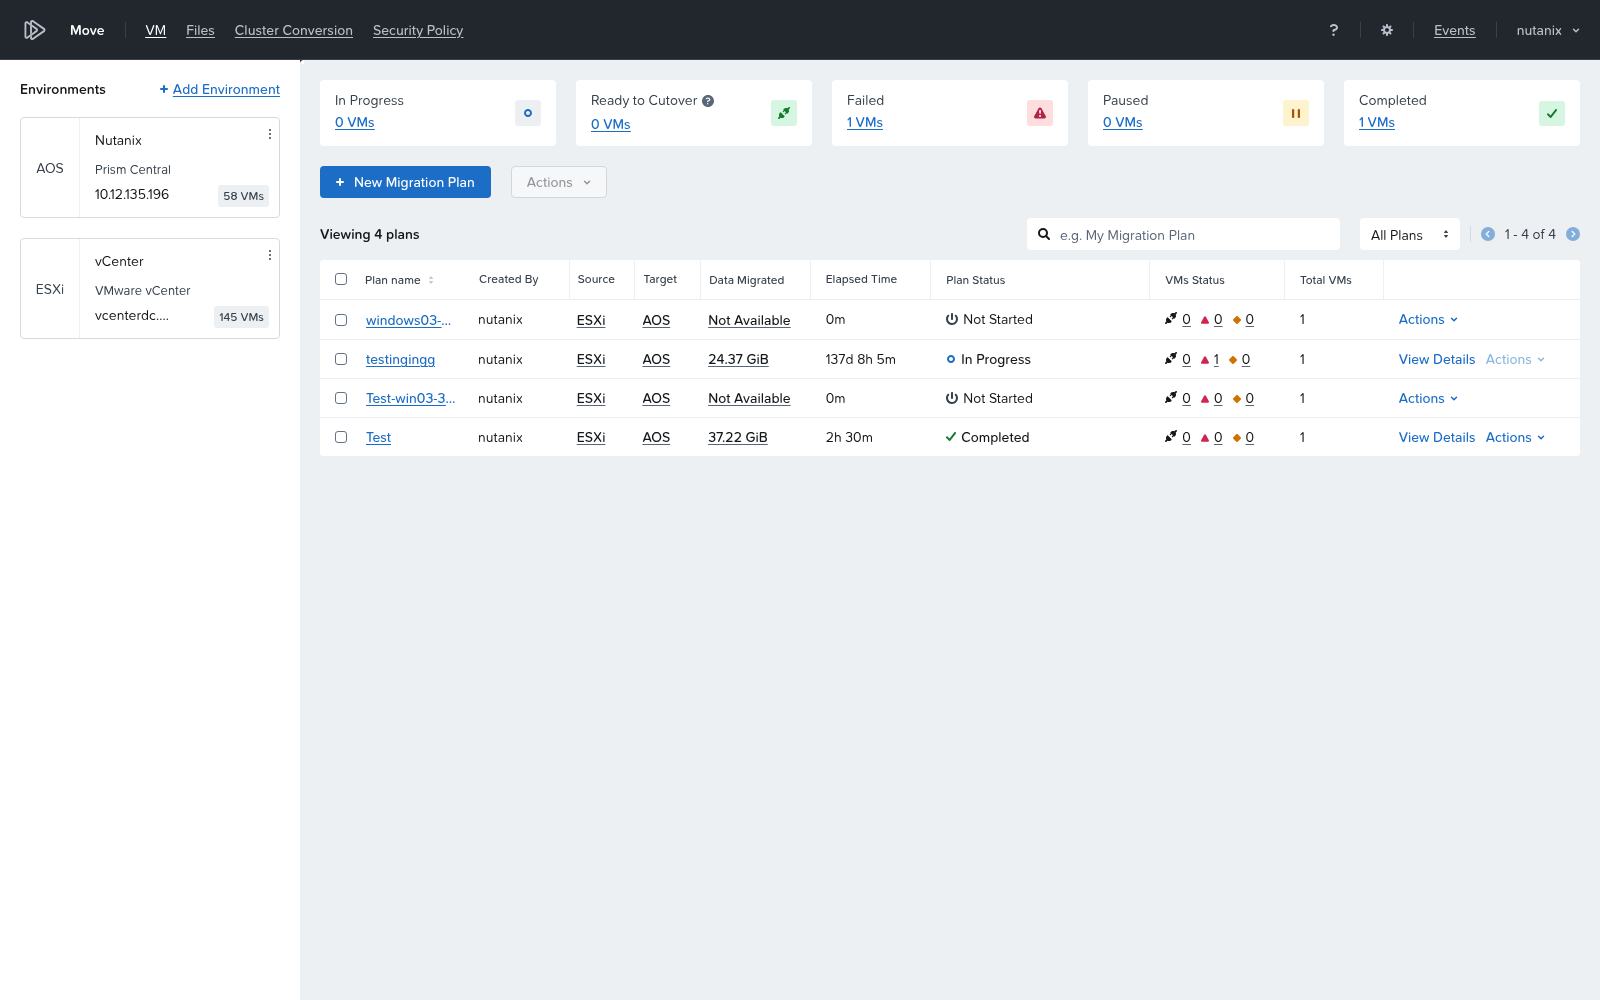 Move
VM
Files
Cluster Conversion
Security Policy
?
Events
nutanix
Environments
+ Add Environment
AOS
Nutanix
Prism Central
10.12.135.196
58 VMs
ESXi
vCenter
VMware vCenter
vcenterdc....
145 VMs
In Progress
0 VMs
Ready to Cutover ?
0 VMs
Failed
1 VMs
Paused
0 VMs
Completed
1 VMs
+ New Migration Plan
Actions
Viewing 4 plans
e.g. My Migration Plan
All Plans
1 - 4 of 4
Plan name Created By Source Target Data Migrated Elapsed Time Plan Status VMs Status Total VMs
windows03-... nutanix ESXi AOS Not Available 0m Not Started 0 0 0 1 Actions
testingingg nutanix ESXi AOS 24.37 GiB 137d 8h 5m In Progress 0 1 0 1 View Details Actions
Test-win03-3... nutanix ESXi AOS Not Available 0m Not Started 0 0 0 1 Actions
Test nutanix ESXi AOS 37.22 GiB 2h 30m Completed 0 0 0 1 View Details Actions